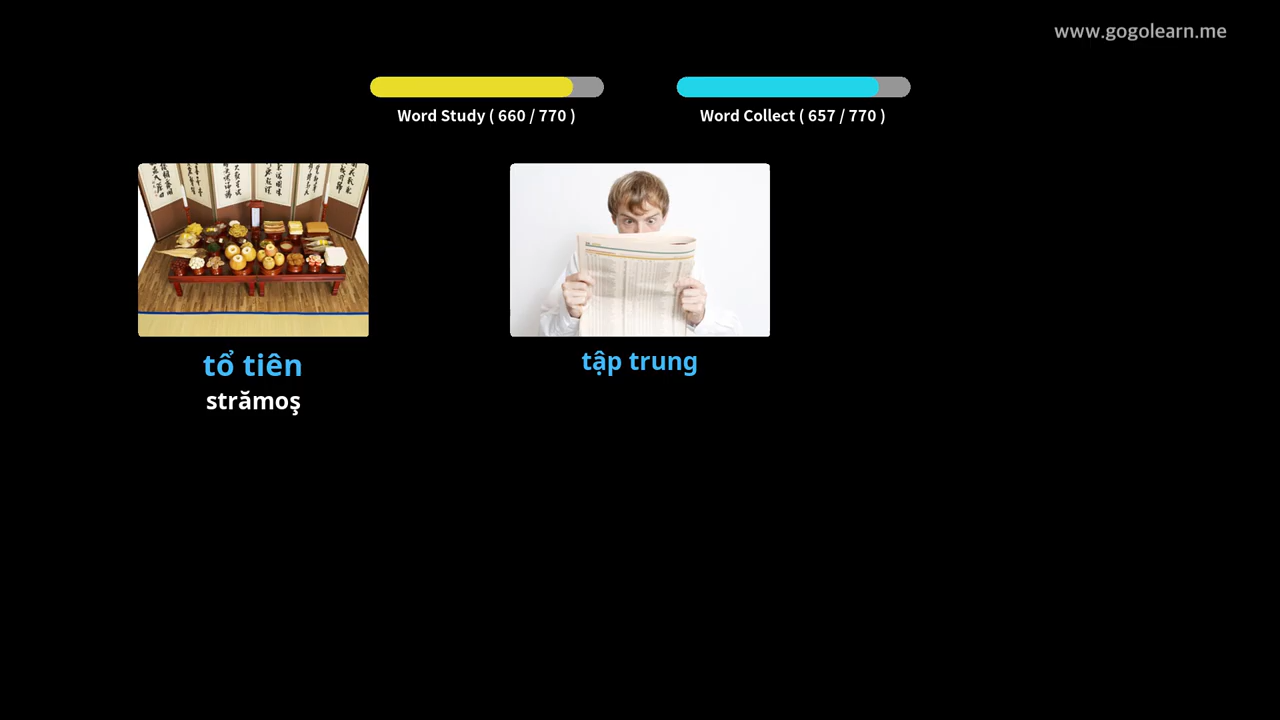 www.gogolearn.me
Word Study ( 660 / 770 )
Word Collect ( 657 / 770 )
tổ tiên
strămoş
tập trung